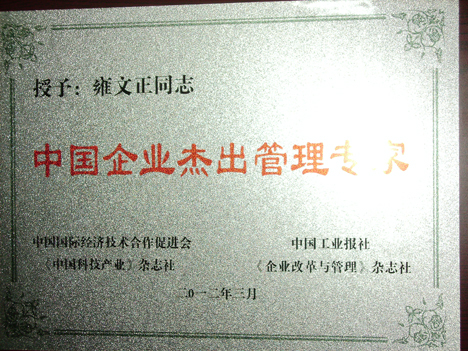 授予：雍文正同志
中国企业杰出管理专家
中国国际经济技术合作促进会 中国工业报社
《中国科技产业》杂志社 《企业改革与管理》杂志社
二〇一二年三月